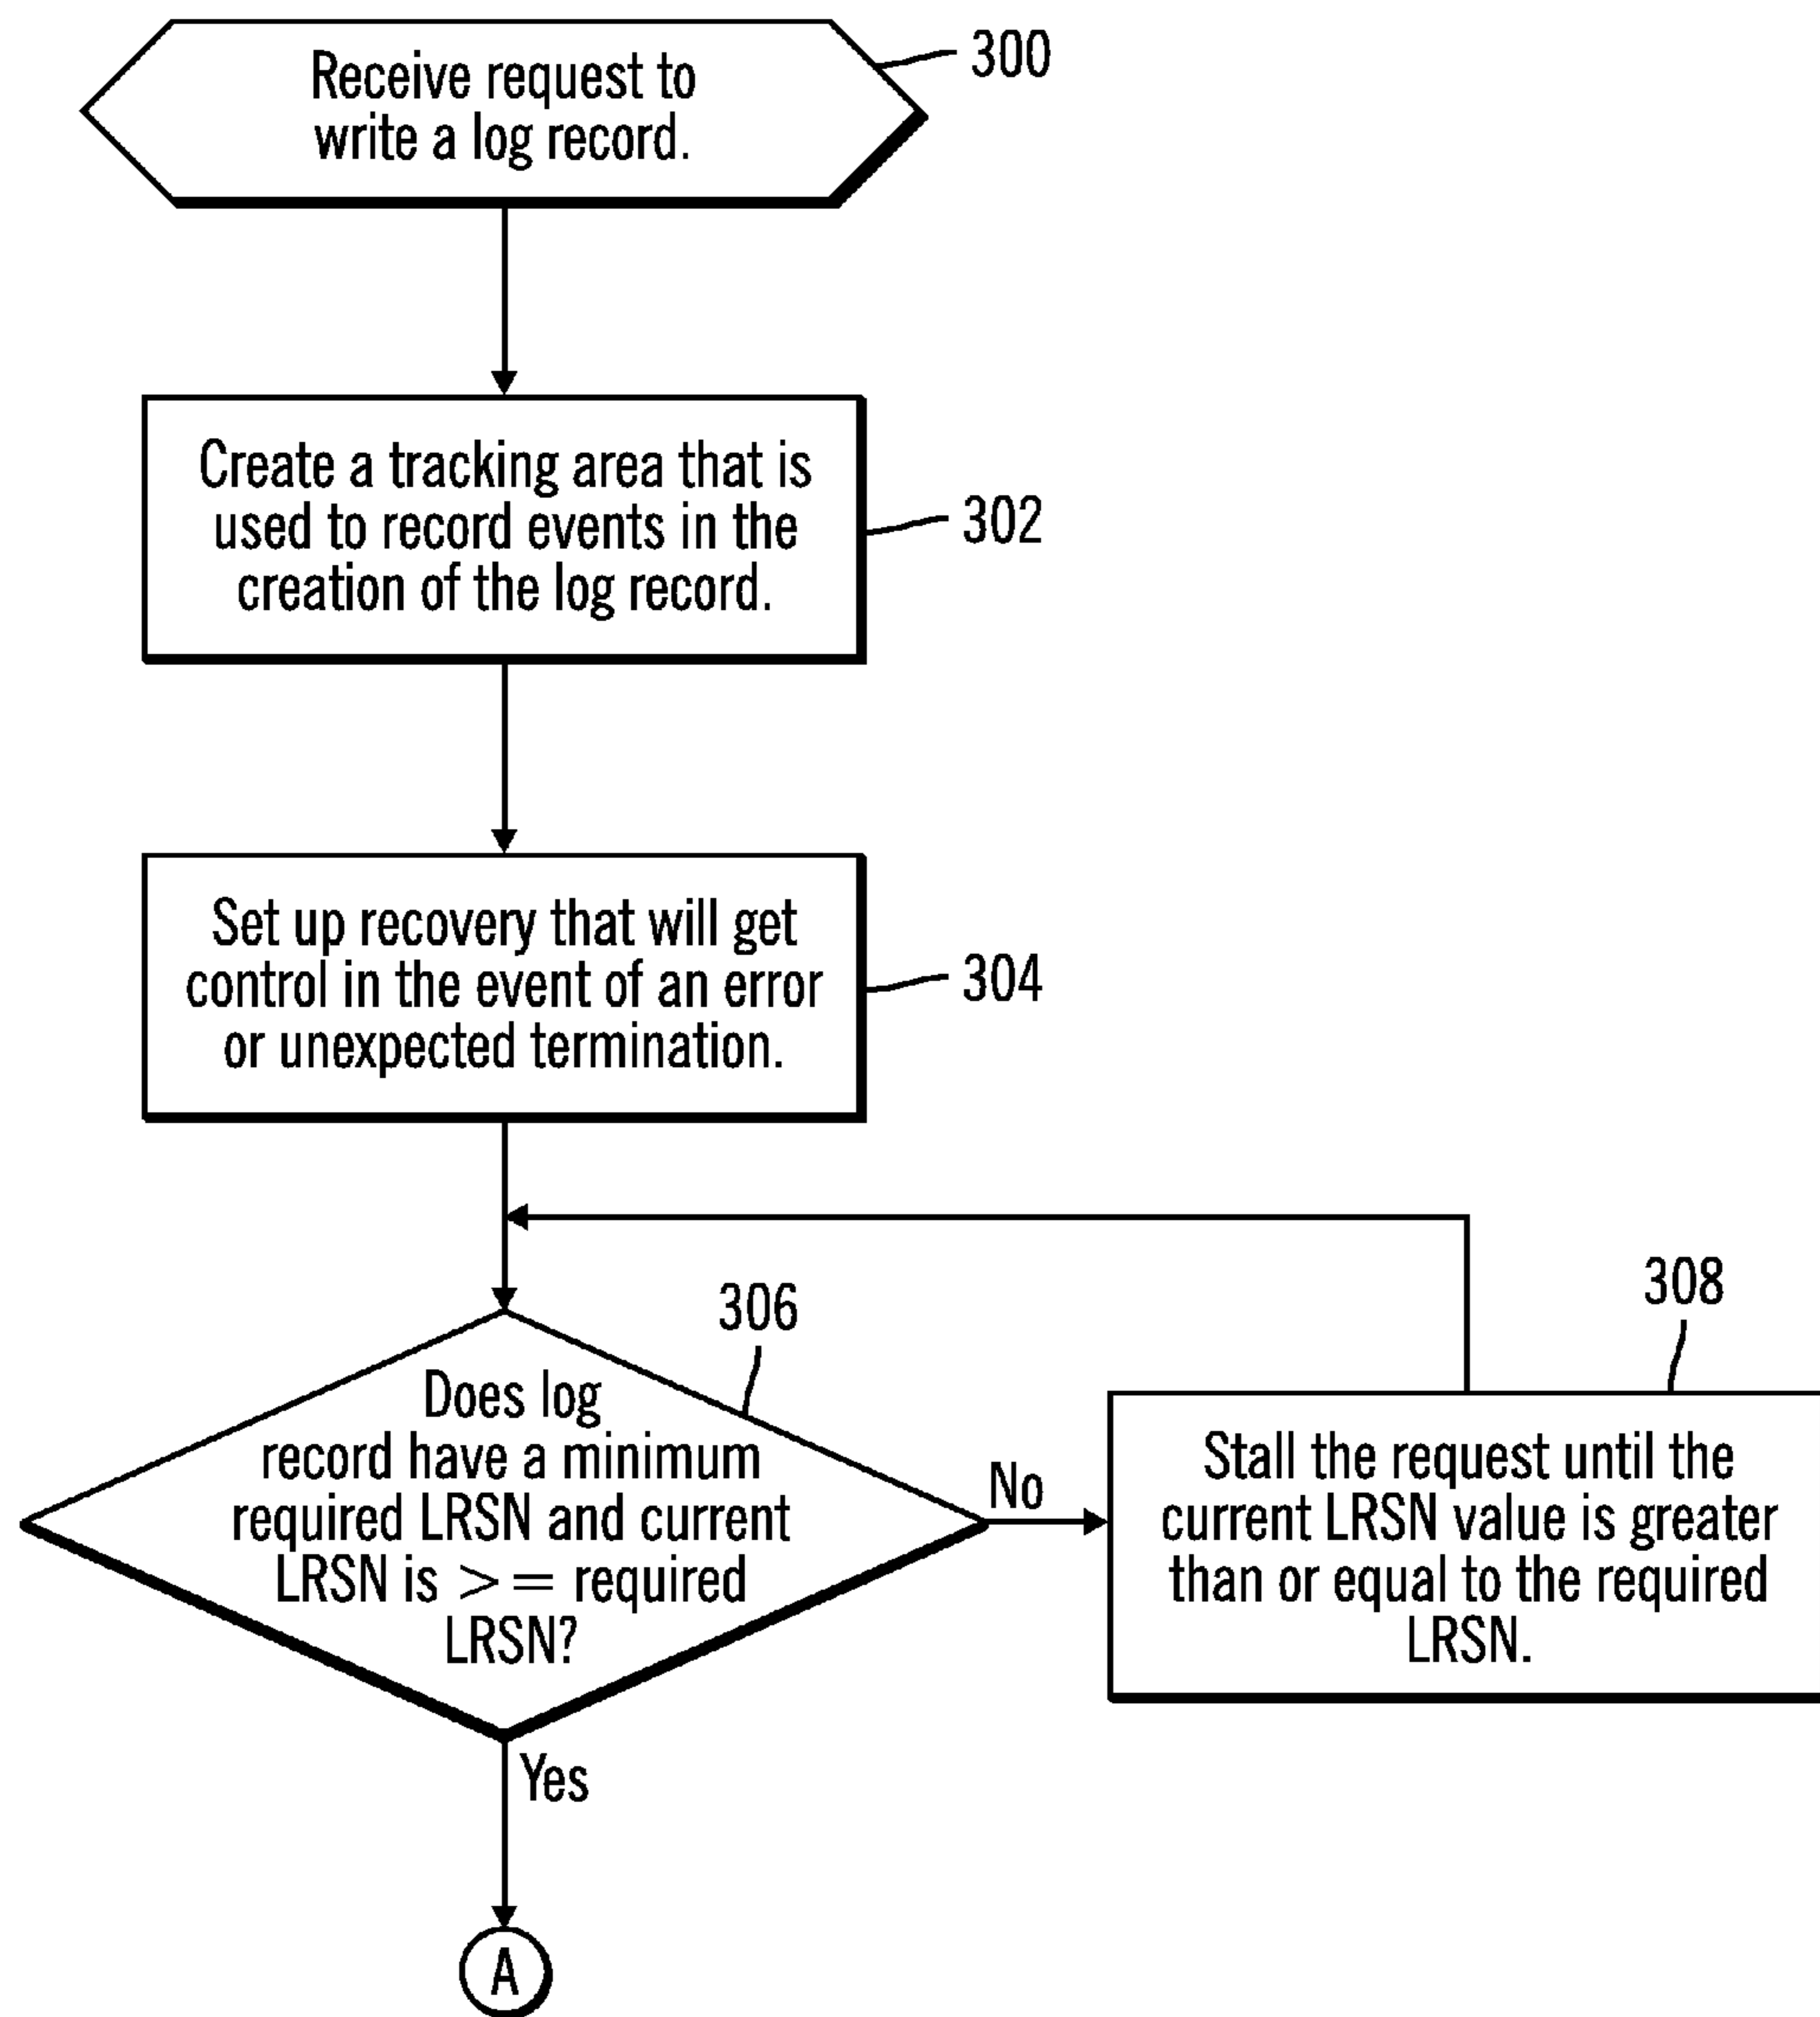 Receive request to
write a log record.
300
Create a tracking area that is
used to record events in the
creation of the log record.
302
Set up recovery that will get
control in the event of an error
or unexpected termination.
304
306
Does log
record have a minimum
required LRSN and current
LRSN is >= required
LRSN?
No
308
Stall the request until the
current LRSN value is greater
than or equal to the required
LRSN.
Yes
A